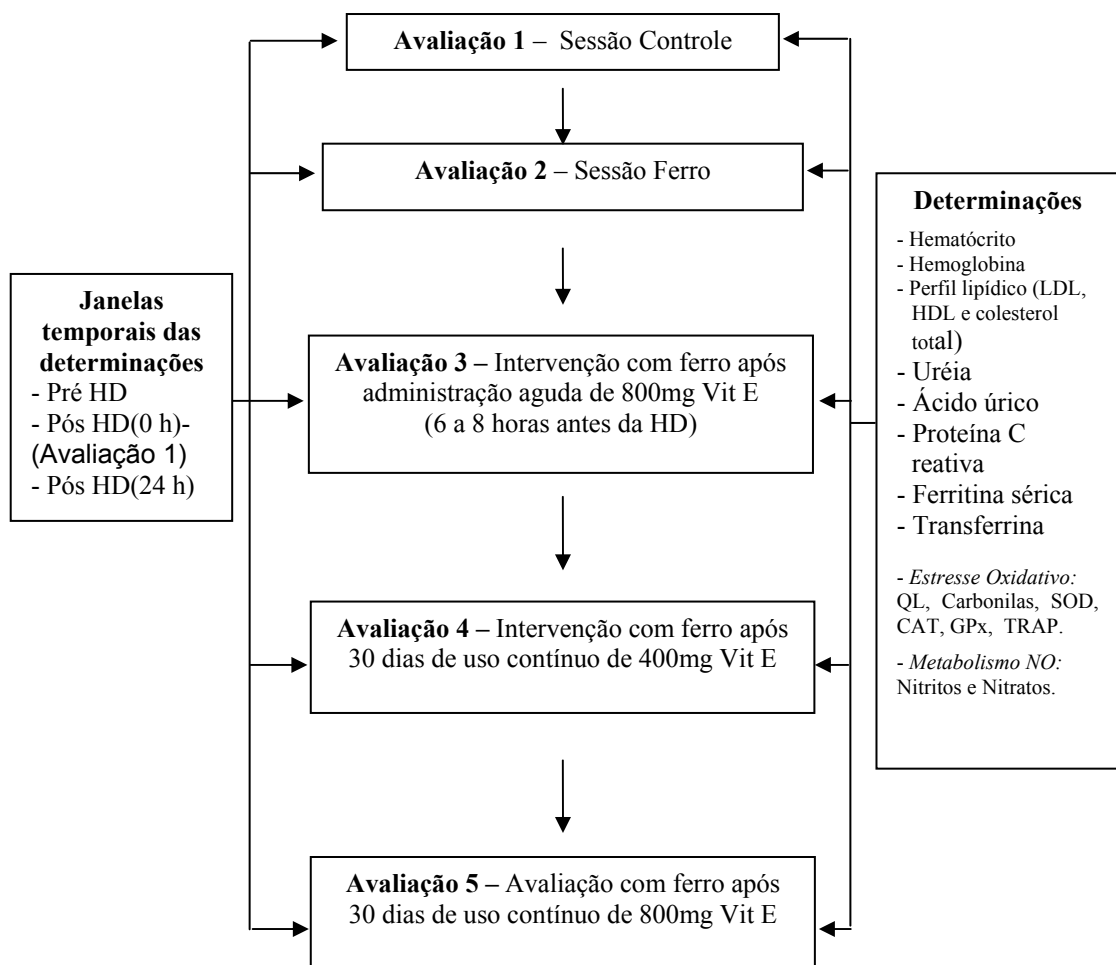 Avaliação 1 – Sessão Controle
Avaliação 2 – Sessão Ferro
Janelas
temporais das
determinações
- Pré HD
- Pós HD(0 h)-
(Avaliação 1)
- Pós HD(24 h)
Avaliação 3 – Intervenção com ferro após
administração aguda de 800mg Vit E
(6 a 8 horas antes da HD)
Avaliação 4 – Intervenção com ferro após
30 dias de uso contínuo de 400mg Vit E
Avaliação 5 – Avaliação com ferro após
30 dias de uso contínuo de 800mg Vit E
Determinações
- Hematócrito
- Hemoglobina
- Perfil lipídico (LDL,
HDL e colesterol
total)
- Uréia
- Ácido úrico
- Proteína C
reativa
- Ferritina sérica
- Transferrina
- Estresse Oxidativo:
QL, Carbonilas, SOD,
CAT, GPx, TRAP.
- Metabolismo NO:
Nitritos e Nitratos.